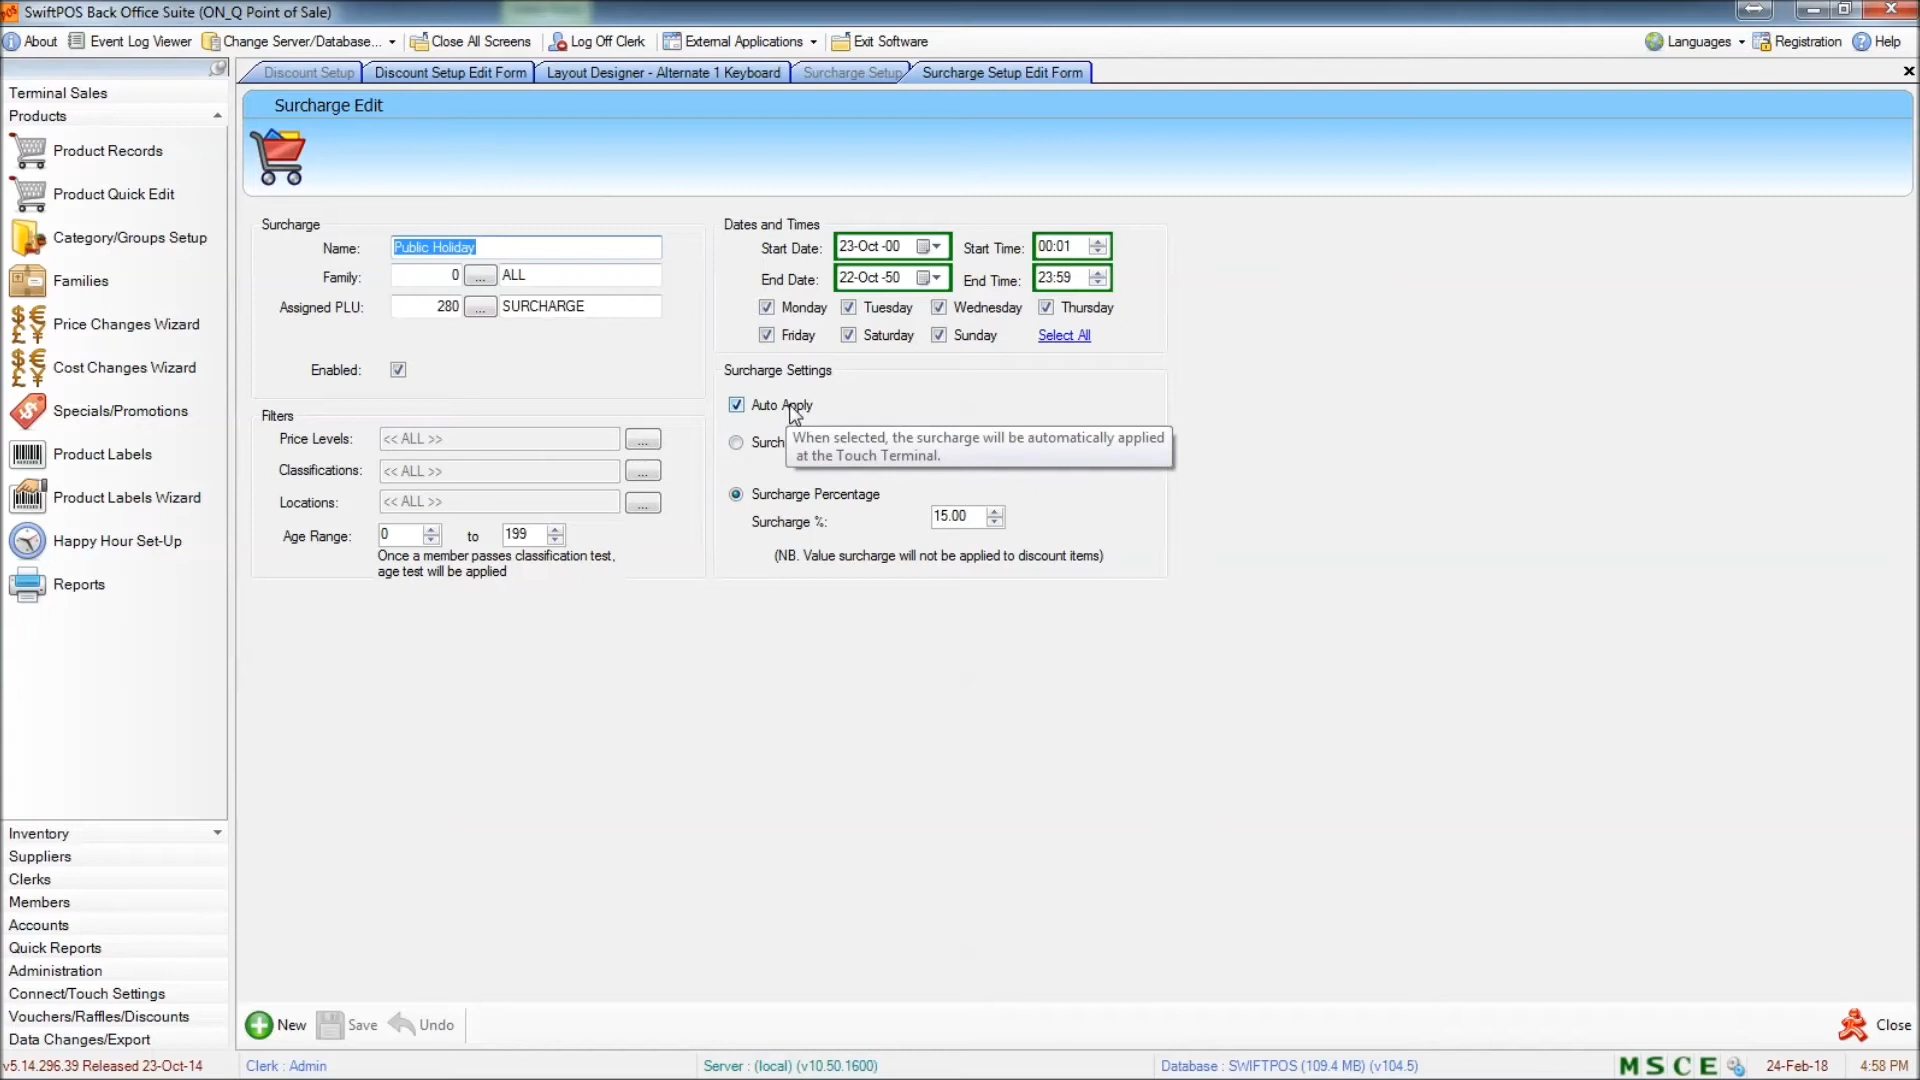 SwiftPOS Back Office Suite (ON_Q Point of Sale)
About Event Log Viewer Change Server/Database... Close All Screens Log Off Clerk External Applications Exit Software Languages Registration Help
Discount Setup Discount Setup Edit Form Layout Designer - Alternate 1 Keyboard Surcharge Setup Surcharge Setup Edit Form
Terminal Sales
Products
Product Records
Product Quick Edit
Category/Groups Setup
Families
Price Changes Wizard
Cost Changes Wizard
Specials/Promotions
Product Labels
Product Labels Wizard
Happy Hour Set-Up
Reports
Inventory
Suppliers
Clerks
Members
Accounts
Quick Reports
Administration
Connect/Touch Settings
Vouchers/Raffles/Discounts
Data Changes/Export
Surcharge Edit
Surcharge
Name: Public Holiday
Family: 0 ... ALL
Assigned PLU: 280 ... SURCHARGE
Enabled:
Filters
Price Levels: << ALL >> ...
Classifications: << ALL >> ...
Locations: << ALL >> ...
Age Range: 0 to 199
Once a member passes classification test,
age test will be applied
Dates and Times
Start Date: 23-Oct -00 Start Time: 00:01
End Date: 22-Oct -50 End Time: 23:59
Monday Tuesday Wednesday Thursday
Friday Saturday Sunday Select All
Surcharge Settings
Auto Apply
Surch
When selected, the surcharge will be automatically applied
at the Touch Terminal.
Surcharge Percentage
Surcharge %: 15.00
(NB. Value surcharge will not be applied to discount items)
New Save Undo Close
v5.14.296.39 Released 23-Oct-14 Clerk : Admin Server : (local) (v10.50.1600) Database : SWIFTPOS (109.4 MB) (v104.5) M S C E 24-Feb-18 4:58 PM